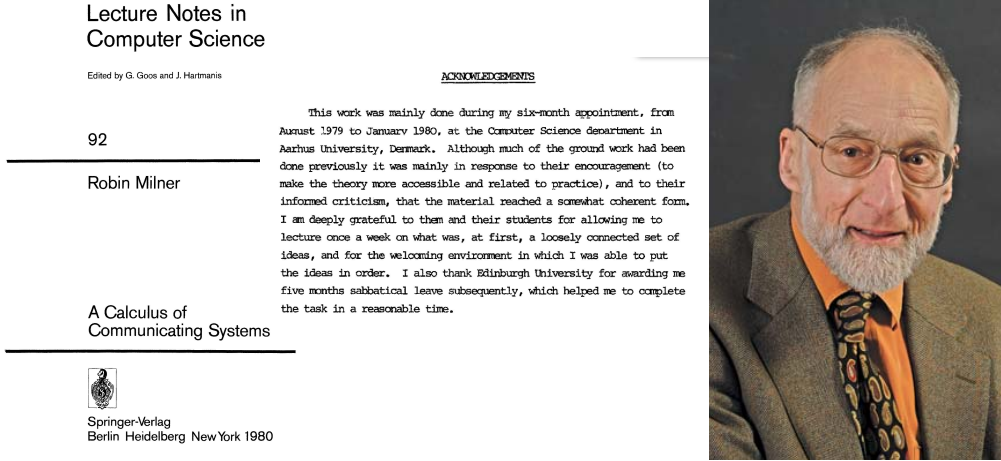 Lecture Notes in
Computer Science
Edited by G. Goos and J. Hartmanis
92
Robin Milner
A Calculus of
Communicating Systems
Springer-Verlag
Berlin Heidelberg New York 1980
ACKNOWLEDGEMENTS
This work was mainly done during my six-month appointment, from
August 1979 to January 1980, at the Computer Science department in
Aarhus University, Denmark. Although much of the ground work had been
done previously it was mainly in response to their encouragement (to
make the theory more accessible and related to practice), and to their
informed criticism, that the material reached a somewhat coherent form.
I am deeply grateful to them and their students for allowing me to
lecture once a week on what was, at first, a loosely connected set of
ideas, and for the welcoming environment in which I was able to put
the ideas in order. I also thank Edinburgh University for awarding me
five months sabbatical leave subsequently, which helped me to complete
the task in a reasonable time.